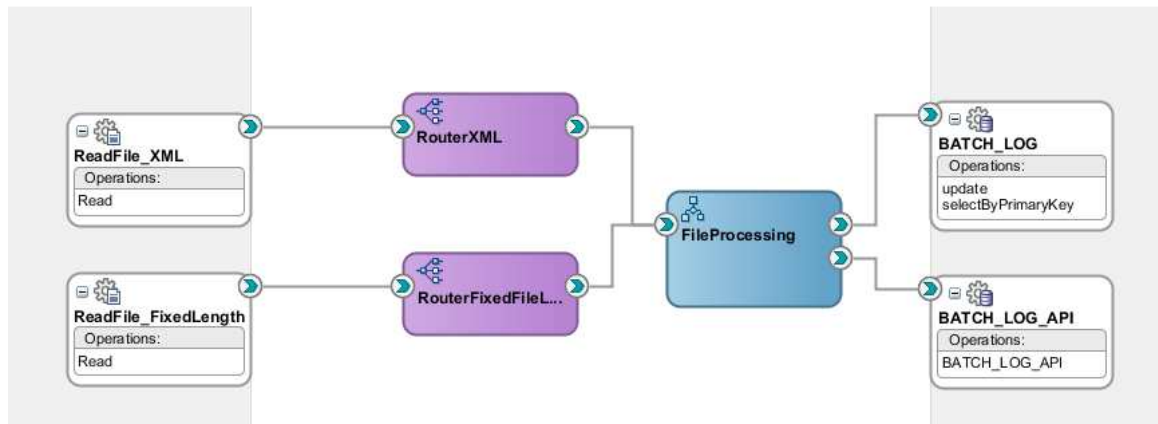 ReadFile_XML
Operations:
Read
ReadFile_FixedLength
Operations:
Read
RouterXML
RouterFixedFileL...
FileProcessing
BATCH_LOG
Operations:
update
selectByPrimaryKey
BATCH_LOG_API
Operations:
BATCH_LOG_API